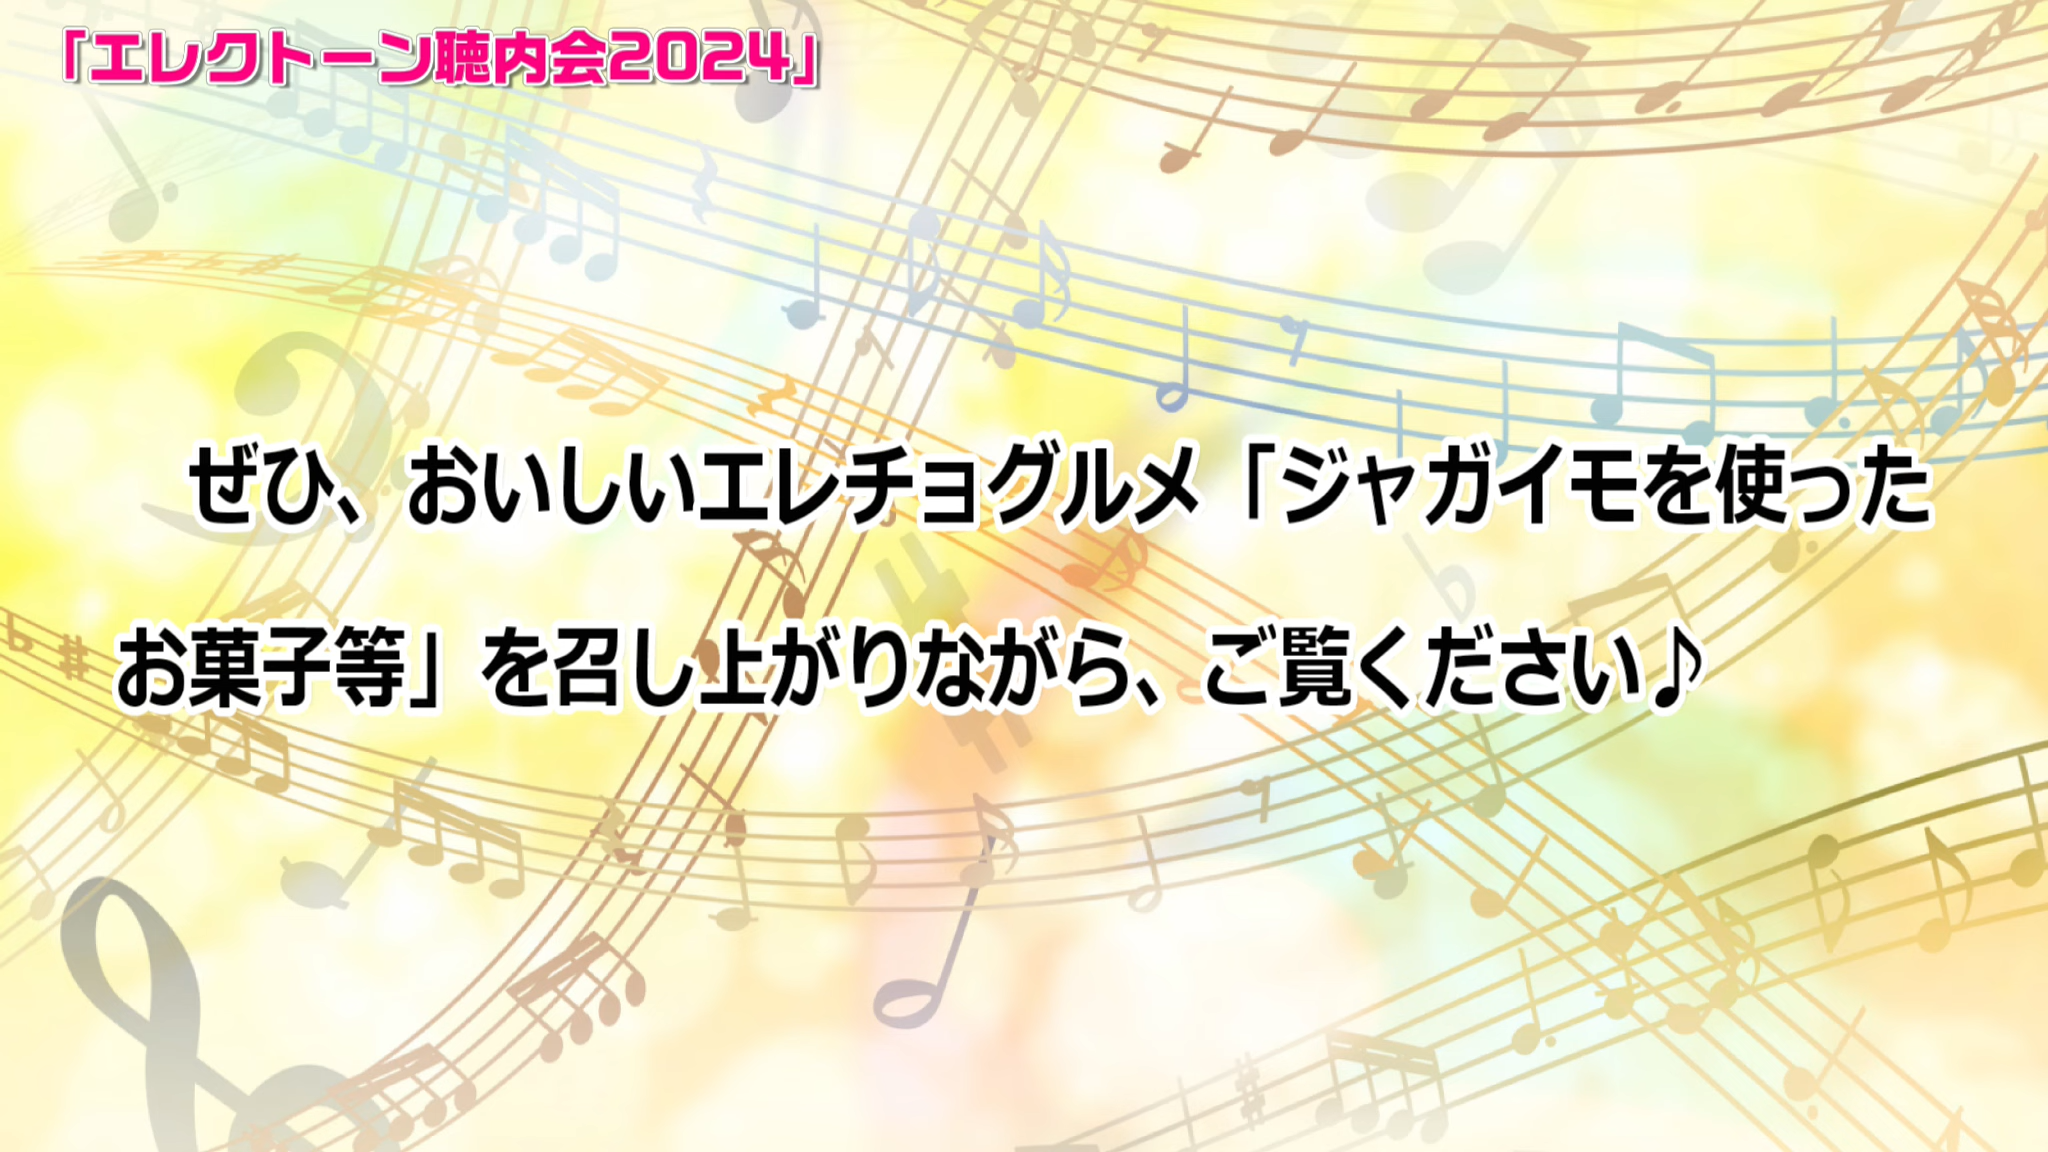 「エレクトーン聴内会2024」
ぜひ、おいしいエレチョグルメ「ジャガイモを使った
お菓子等」を召し上がりながら、ご覧ください♪